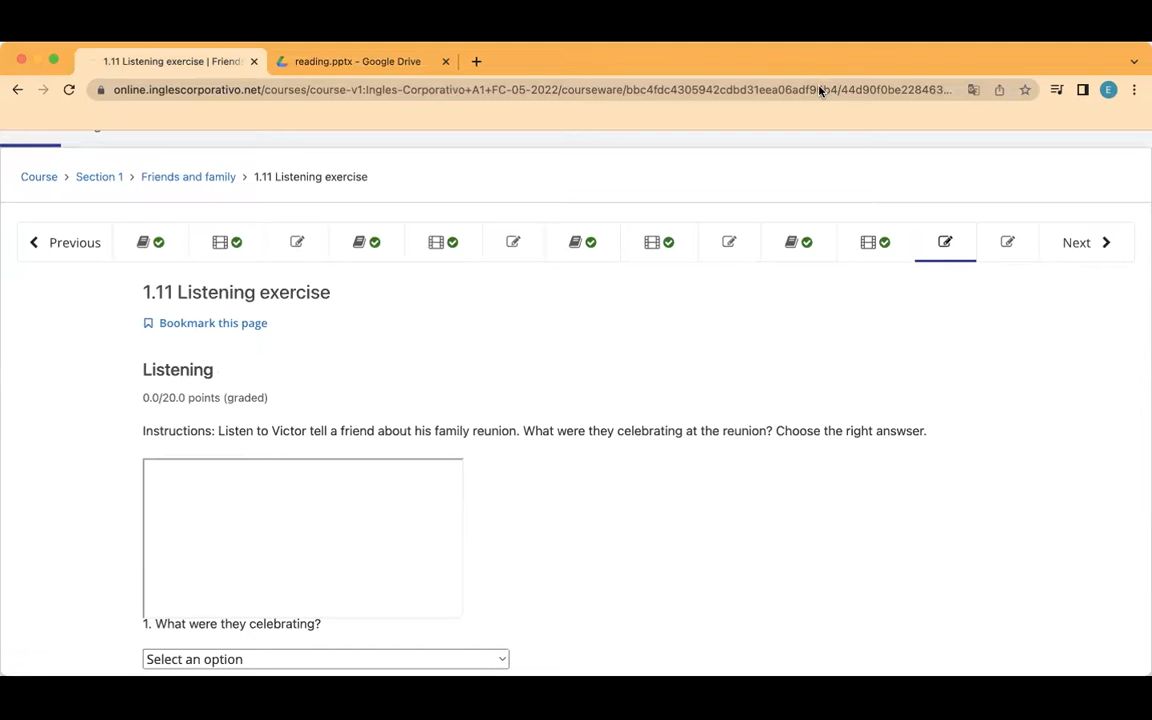 1.11 Listening exercise | Friend
reading.pptx - Google Drive
online.inglescorporativo.net/courses/course-v1:Ingles-Corporativo+A1+FC-05-2022/courseware/bbc4fdc4305942cdbd31eea06adf9 b4/44d90f0be228463...
E
Course > Section 1 > Friends and family > 1.11 Listening exercise
Previous
Next
1.11 Listening exercise
Bookmark this page
Listening
0.0/20.0 points (graded)
Instructions: Listen to Victor tell a friend about his family reunion. What were they celebrating at the reunion? Choose the right answser.
1. What were they celebrating?
Select an option